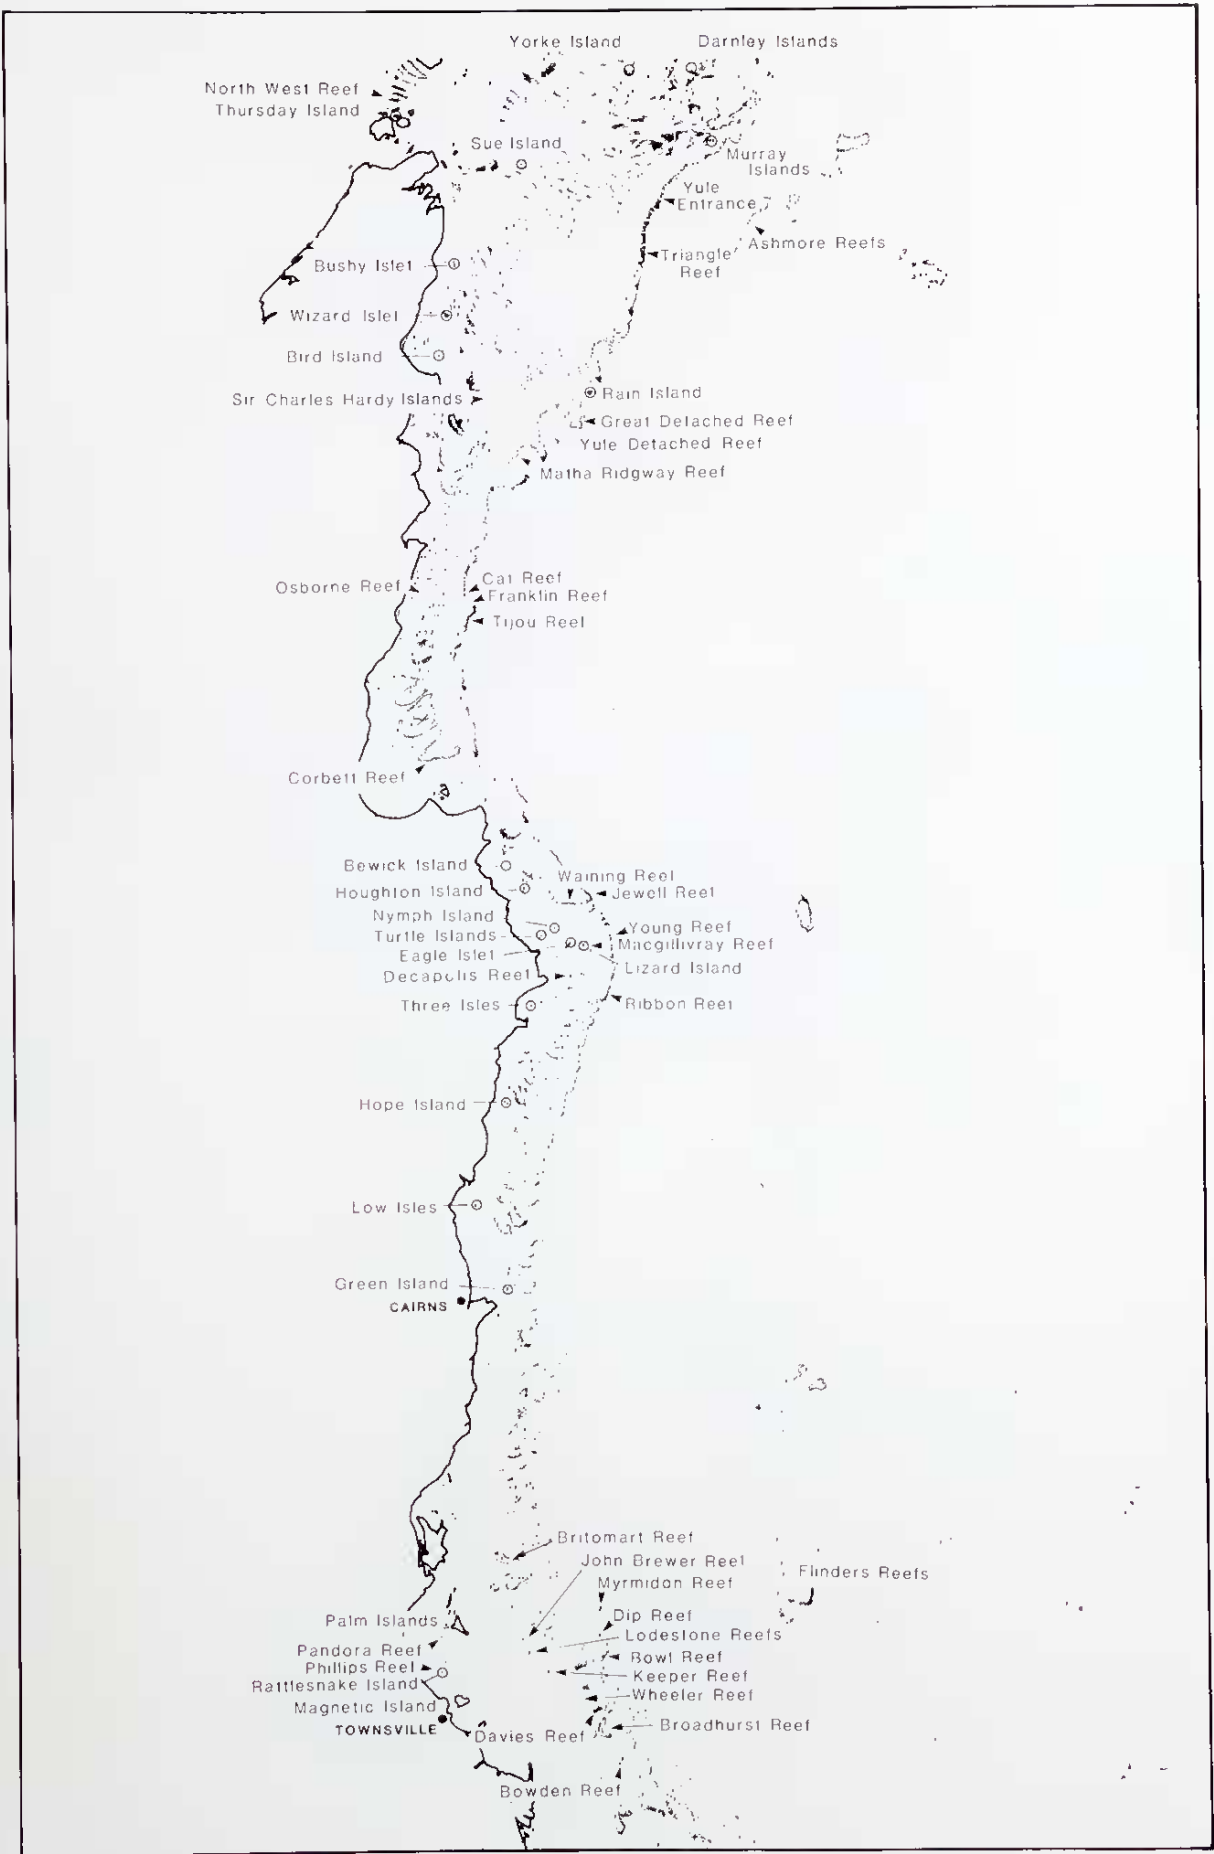 Yorke Island
Darnley Islands
North West Reef
Thursday Island
Sue Island
Murray
Islands
Yule
Entrance
Ashmore Reefs
Triangle
Reef
Bushy Islet
Wizard Islet
Bird Island
Rain Island
Sir Charles Hardy Islands
Great Detached Reef
Yule Detached Reef
Matha Ridgway Reef
Osborne Reef
Cat Reef
Franklin Reef
Tijou Reef
Corbett Reef
Bewick Island
Waining Reef
Houghton Island
Jewell Reef
Nymph Island
Young Reef
Turtle Islands
Macgillivray Reef
Eagle Islet
Lizard Island
Decapolis Reef
Three Isles
Ribbon Reef
Hope Island
Low Isles
Green Island
CAIRNS
Britomart Reef
John Brewer Reef
Myrmidon Reef
Flinders Reefs
Palm Islands
Dip Reef
Lodestone Reefs
Pandora Reef
Bowl Reef
Phillips Reef
Keeper Reef
Rattlesnake Island
Wheeler Reef
Magnetic Island
TOWNSVILLE
Davies Reef
Broadhurst Reef
Bowden Reef